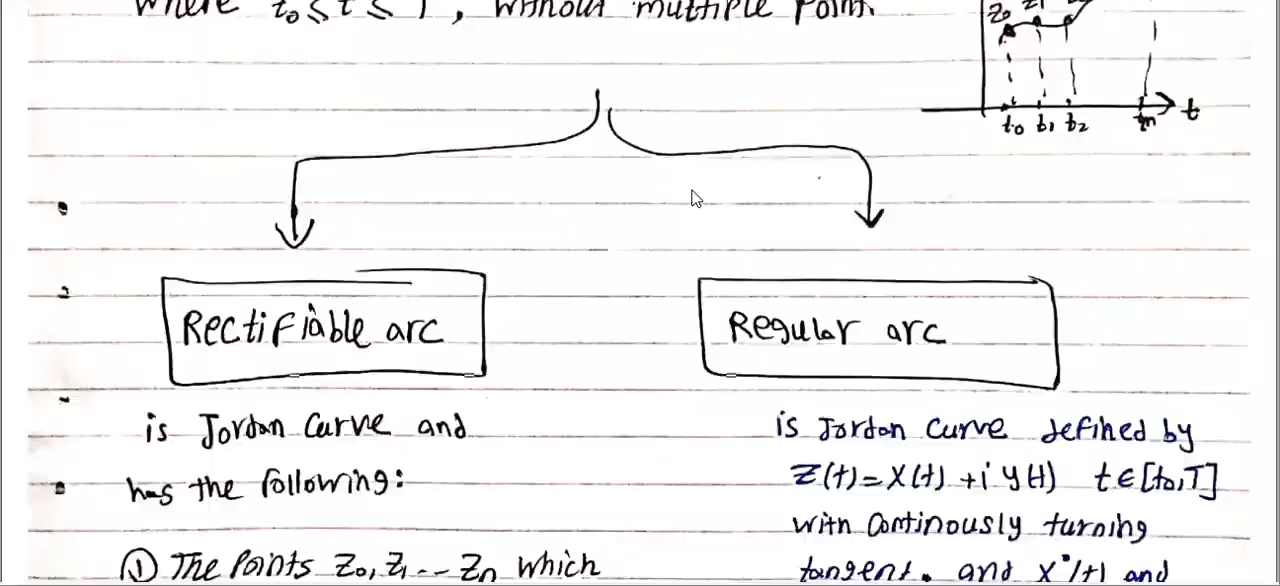 where t₀ ≤ t ≤ T, without multiple Point.
z₀ z₁
t₀ t₁ t₂ tn t
Rectifiable arc
Regular arc
is Jordan Curve and
has the following:
① The Points z₀, z₁ -- zn which
is Jordan Curve defined by
Z(t) = X(t) + i y(t) t ∈ [t₀, T]
with Continously turning
tangent. and X°(t) and